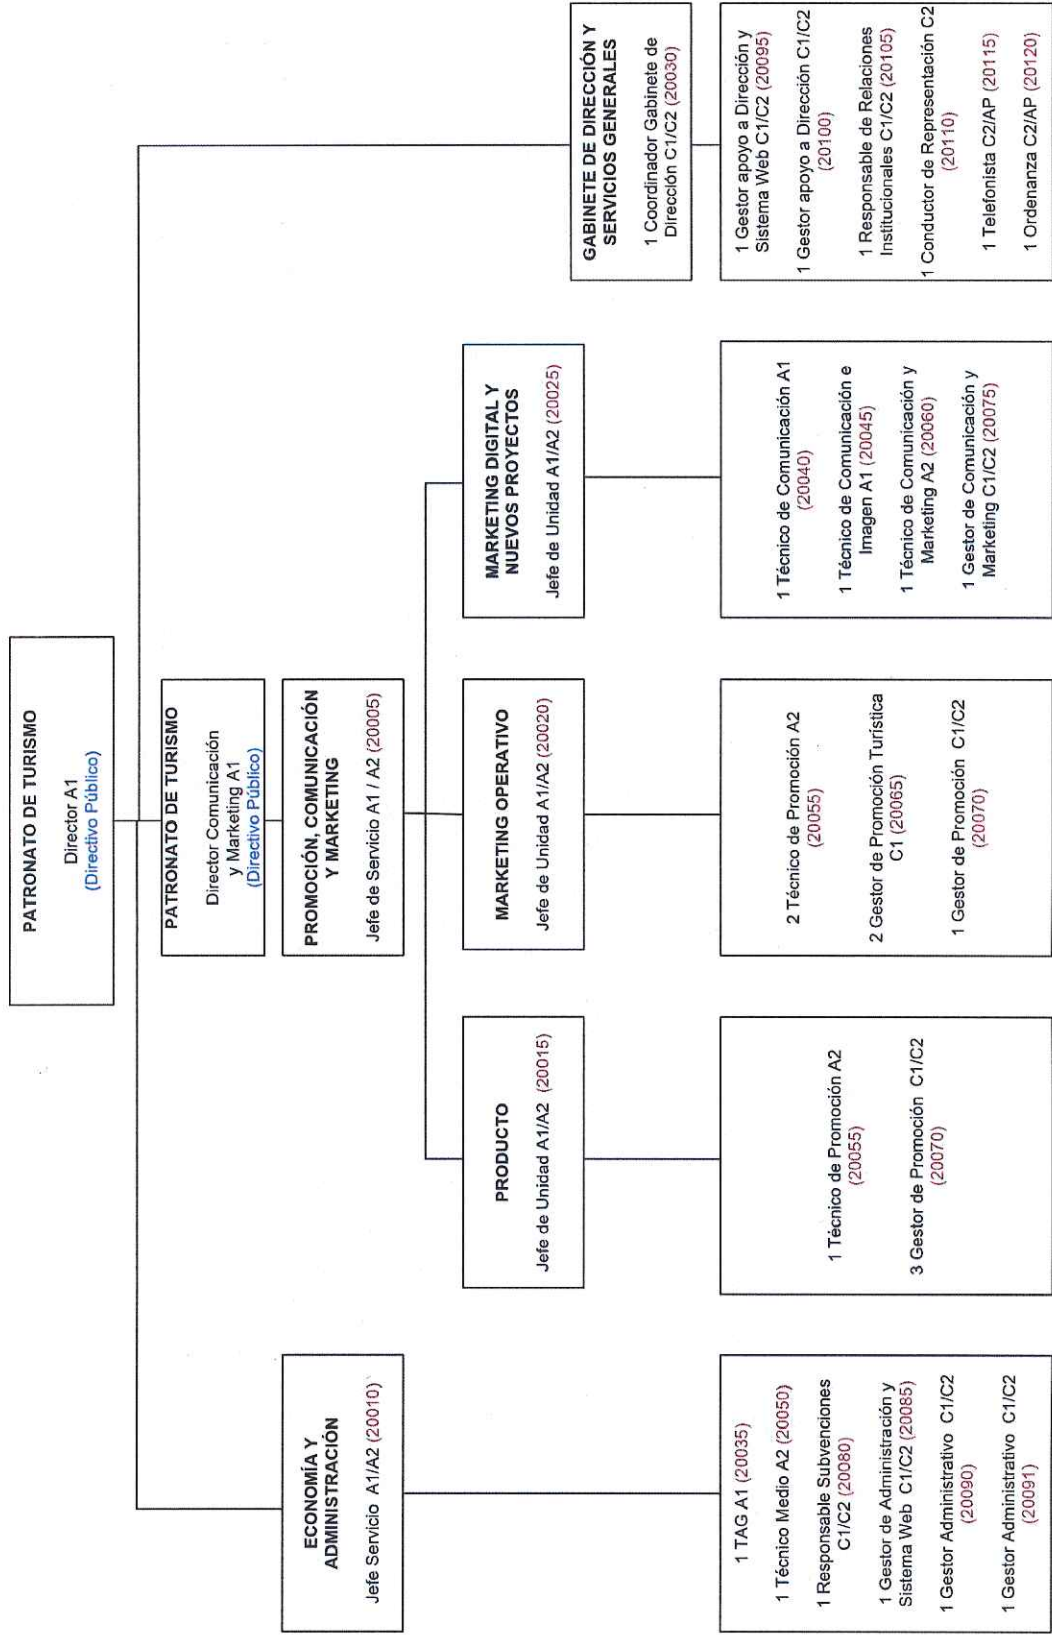 PATRONATO DE TURISMO
Director A1
(Directivo Público)
PATRONATO DE TURISMO
Director Comunicación
y Marketing A1
(Directivo Público)
ECONOMÍA Y
ADMINISTRACIÓN
Jefe Servicio A1/A2 (20010)
PROMOCIÓN, COMUNICACIÓN
Y MARKETING
Jefe de Servicio A1 / A2 (20005)
PRODUCTO
Jefe de Unidad A1/A2 (20015)
MARKETING OPERATIVO
Jefe de Unidad A1/A2 (20020)
MARKETING DIGITAL Y
NUEVOS PROYECTOS
Jefe de Unidad A1/A2 (20025)
GABINETE DE DIRECCIÓN Y
SERVICIOS GENERALES
1 Coordinador Gabinete de
Dirección C1/C2 (20030)
1 TAG A1 (20035)
1 Técnico Medio A2 (20050)
1 Responsable Subvenciones
C1/C2 (20080)
1 Gestor de Administración y
Sistema Web C1/C2 (20085)
1 Gestor Administrativo C1/C2
(20090)
1 Gestor Administrativo C1/C2
(20091)
1 Técnico de Promoción A2
(20055)
3 Gestor de Promoción C1/C2
(20070)
2 Técnico de Promoción A2
(20055)
2 Gestor de Promoción Turística
C1 (20065)
1 Gestor de Promoción C1/C2
(20070)
1 Técnico de Comunicación A1
(20040)
1 Técnico de Comunicación e
Imagen A1 (20045)
1 Técnico de Comunicación y
Marketing A2 (20060)
1 Gestor de Comunicación y
Marketing C1/C2 (20075)
1 Gestor apoyo a Dirección y
Sistema Web C1/C2 (20095)
1 Gestor apoyo a Dirección C1/C2
(20100)
1 Responsable de Relaciones
Institucionales C1/C2 (20105)
1 Conductor de Representación C2
(20110)
1 Telefonista C2/AP (20115)
1 Ordenanza C2/AP (20120)